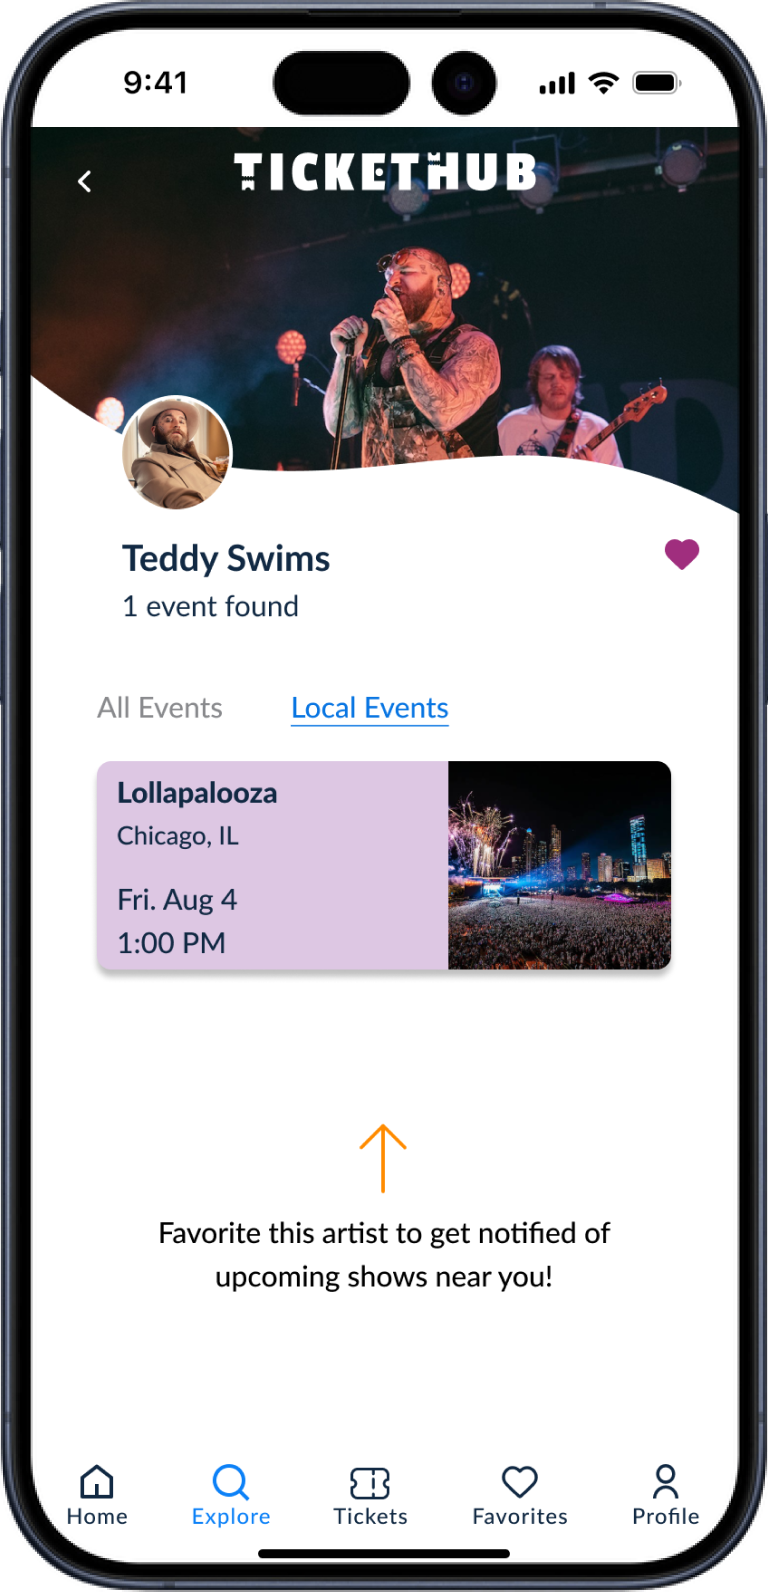 9:41
TICKETHUB
Teddy Swims
1 event found
All Events
Local Events
Lollapalooza
Chicago, IL
Fri. Aug 4
1:00 PM
Favorite this artist to get notified of
upcoming shows near you!
Home
Explore
Tickets
Favorites
Profile